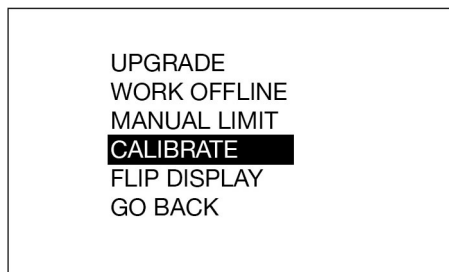 UPGRADE
WORK OFFLINE
MANUAL LIMIT
CALIBRATE
FLIP DISPLAY
GO BACK